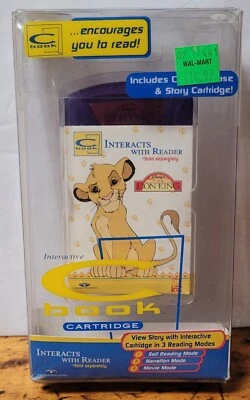 C
book
...encourages
you to read!
WAL-MART
Includes
& Story Cartridge!
C
book
INTERACTS
WITH READER
*Sold separately
THE
LION KING
Interactive
C
book
CARTRIDGE
View Story with Interactive
Cartridge in 3 Reading Modes
Self Reading Mode
Narration Mode
Movie Mode
INTERACTS
WITH READER
*Sold separately